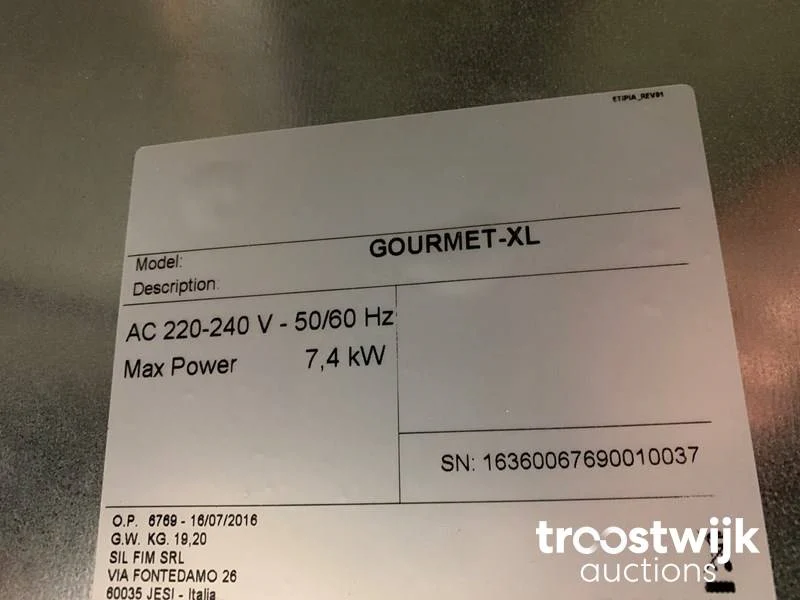 ETIPIA_REV01
Model: GOURMET-XL
Description:
AC 220-240 V - 50/60 Hz
Max Power 7,4 kW
SN: 16360067690010037
O.P. 6769 - 16/07/2016
G.W. KG. 19,20
SIL FIM SRL
VIA FONTEDAMO 26
60035 JESI - Italia
troostwijk
auctions